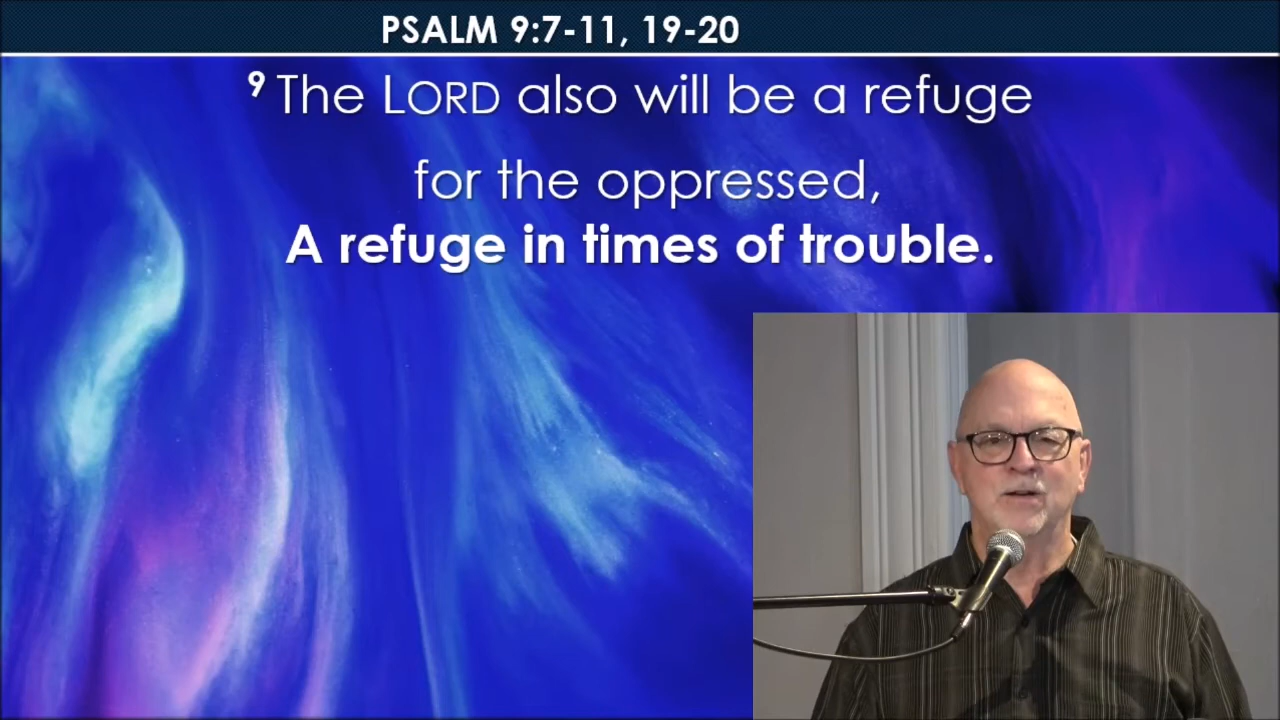 PSALM 9:7-11, 19-20
9 The LORD also will be a refuge
for the oppressed,
A refuge in times of trouble.